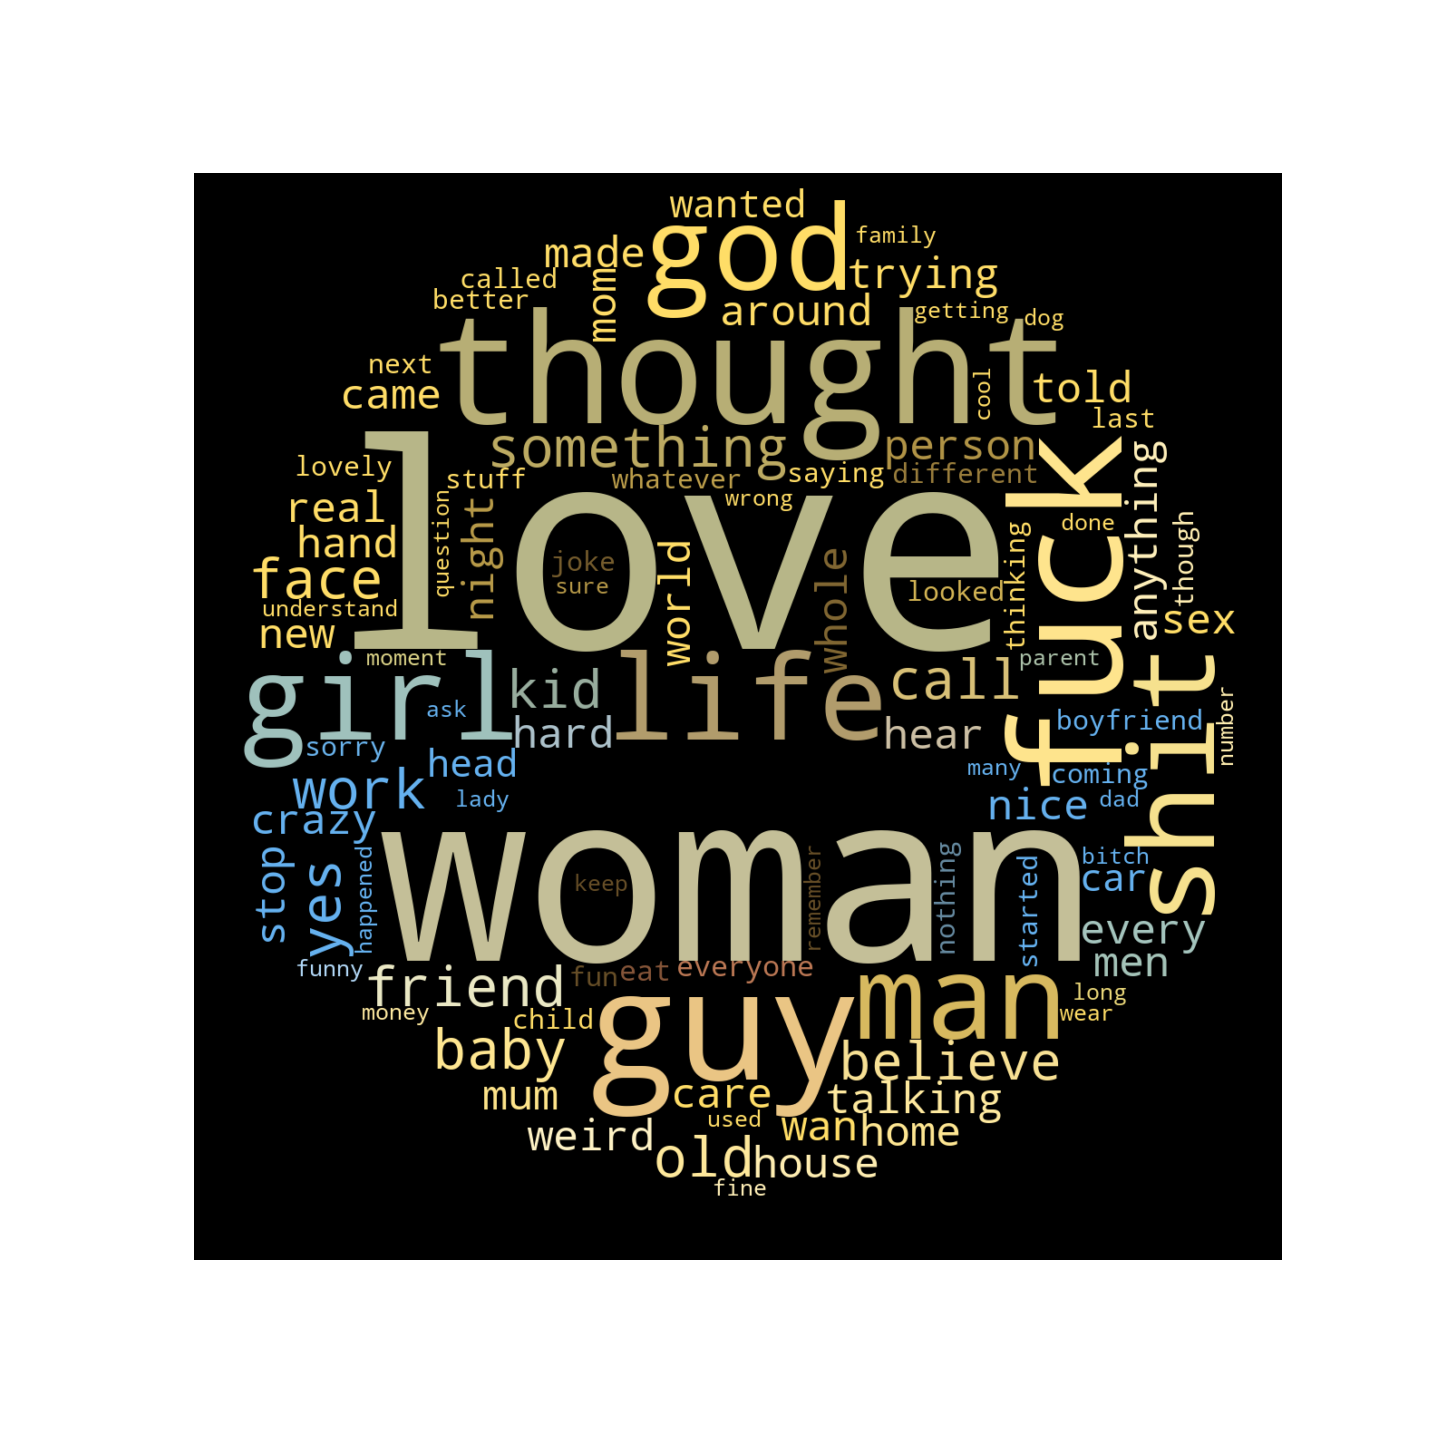 wanted
god
family
made
trying
called
mom
better
around
getting
dog
thought
next
came
cool
told
last
something
person
fuck
love
lovely
stuff
whatever
saying
different
wrong
anything
real
question
night
done
though
hand
thinking
face
joke
sure
world
whole
looked
understand
new
sex
moment
girl
kid
life
call
parent
shit
ask
hard
hear
boyfriend
number
sorry
head
many
coming
work
lady
nice
dad
crazy
woman
stop
yes
happened
keep
remember
nothing
started
bitch
car
every
funny
friend
fun
eat
everyone
man
men
money
child
guy
long
wear
baby
believe
mum
care
talking
used
weird
wan
home
old
house
fine